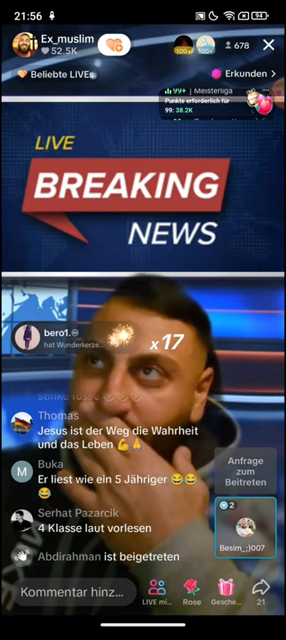 21:56
54
Ex_muslim
52.5K
100
100
678
Beliebte LIVEs
Erkunden >
99+ | Meisterliga
Punkte erforderlich für
99: 38.2K
LIVE
BREAKING
NEWS
bero1.
hat Wunderkerze...
x17
Thomas
Jesus ist der Weg die Wahrheit
und das Leben 💪🙏
Buka
M
Er liest wie ein 5 Jähriger 😂😂
😂
Serhat Pazarcik
4 Klasse laut vorlesen
Abdirahman ist beigetreten
Anfrage
zum
Beitreten
2
Besim_;)007
Kommentar hinz...
LIVE mi...
Rose
Gesche...
21